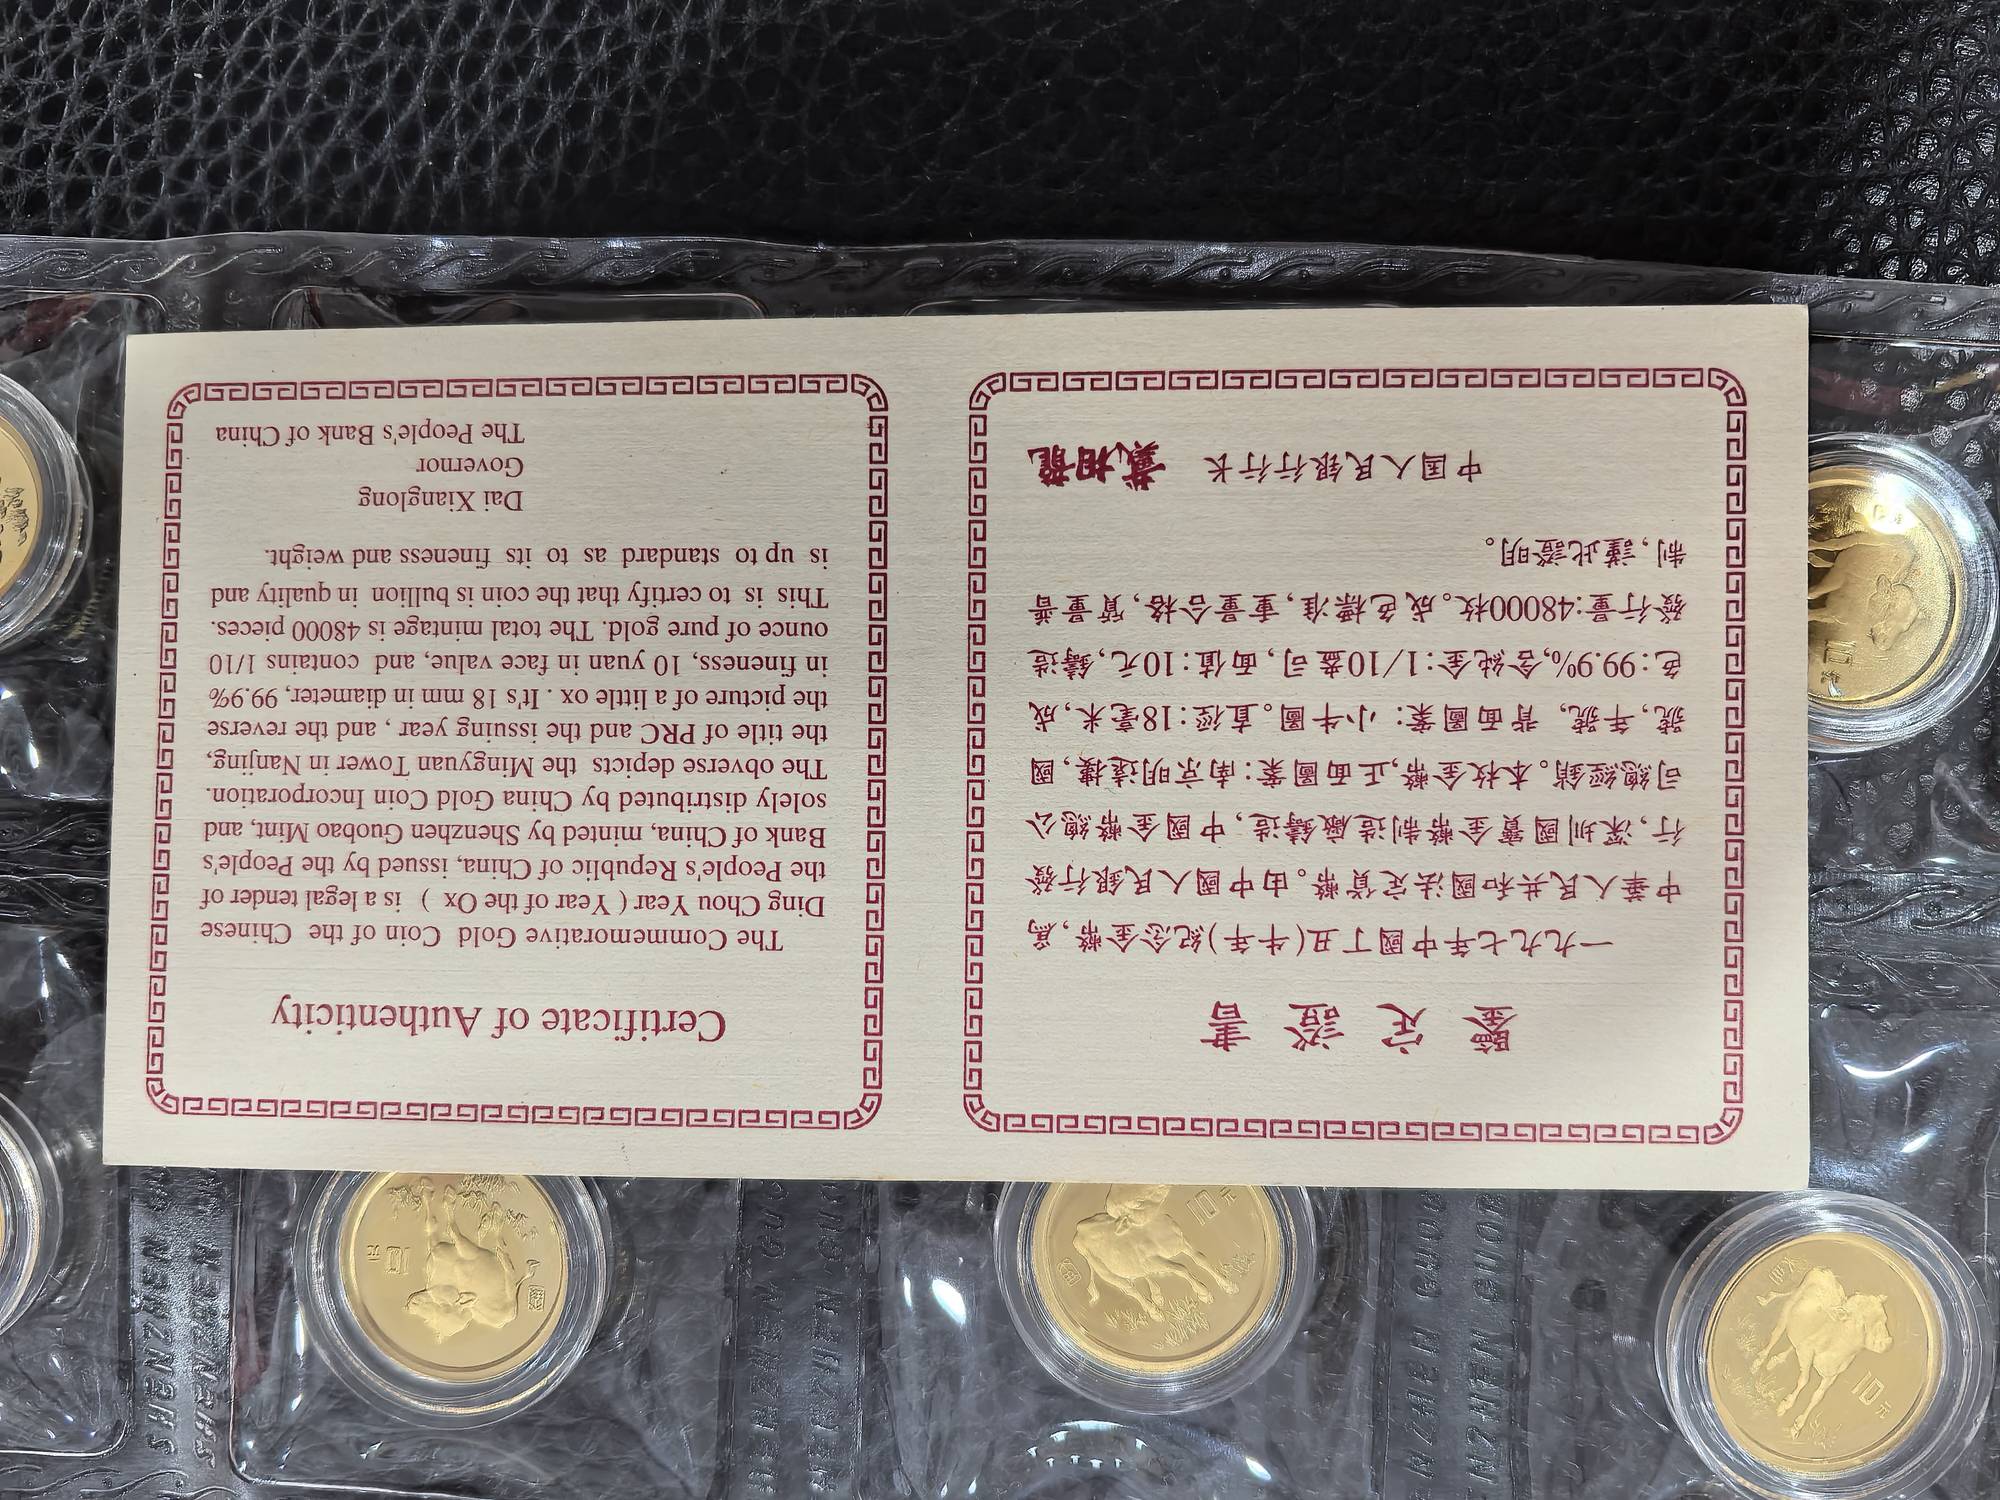 鑒定證書
一九九七年中國丁丑(牛年)紀念金幣,爲
中華人民共和國法定貨幣。由中國人民銀行發
行,深圳國寶金幣制造廠鑄造,中國金幣總公
司總經銷。本枚金幣,正面圖案:南京明遠樓,國
號,年號,背面圖案:小牛圖。直徑:18毫米,成
色:99.9%,含純金:1/10盎司,面值:10元,鑄造
發行量:48000枚。成色標准,重量合格,質量普
制,謹此證明。
中国人民银行行长 戴相龍
Certificate of Authenticity
The Commemorative Gold Coin of the Chinese
Ding Chou Year ( Year of the Ox ) is a legal tender of
the People's Republic of China, issued by the People's
Bank of China, minted by Shenzhen Guobao Mint, and
solely distributed by China Gold Coin Incorporation.
The obverse depicts the Mingyuan Tower in Nanjing,
the title of PRC and the issuing year , and the reverse
the picture of a little ox . It's 18 mm in diameter, 99.9%
in fineness, 10 yuan in face value, and contains 1/10
ounce of pure gold. The total mintage is 48000 pieces.
This is to certify that the coin is bullion in quality and
is up to standard as to its fineness and weight.
Dai Xianglong
Governor
The People's Bank of China
10元
10元
10元
10元